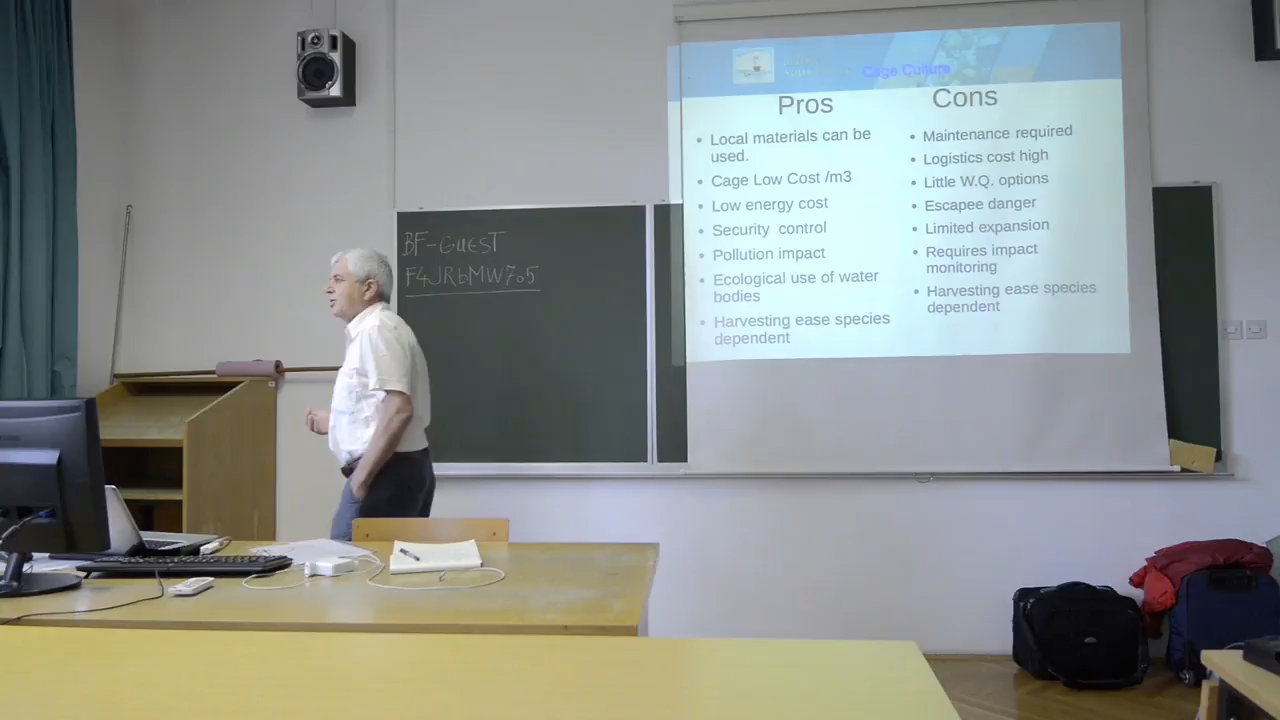 Cage Culture
Pros
Local materials can be
used.
Cage Low Cost /m3
Low energy cost
Security control
Pollution impact
Ecological use of water
bodies
Harvesting ease species
dependent
Cons
Maintenance required
Logistics cost high
Little W.Q. options
Escapee danger
Limited expansion
Requires impact
monitoring
Harvesting ease species
dependent
BF-GUEST
F4JRbMW7o5